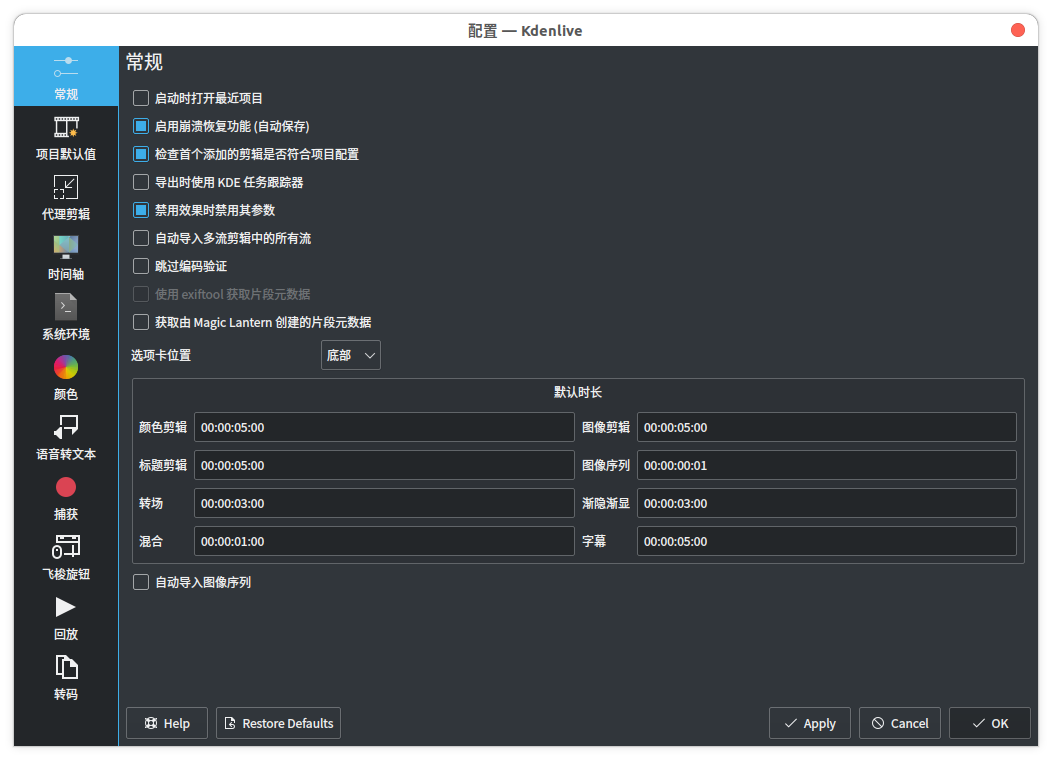 配置 — Kdenlive
常规
项目默认值
代理剪辑
时间轴
系统环境
颜色
语音转文本
捕获
飞梭旋钮
回放
转码
常规
启动时打开最近项目
启用崩溃恢复功能 (自动保存)
检查首个添加的剪辑是否符合项目配置
导出时使用 KDE 任务跟踪器
禁用效果时禁用其参数
自动导入多流剪辑中的所有流
跳过编码验证
使用 exiftool 获取片段元数据
获取由 Magic Lantern 创建的片段元数据
选项卡位置 底部
默认时长
颜色剪辑 00:00:05:00 图像剪辑 00:00:05:00
标题剪辑 00:00:05:00 图像序列 00:00:00:01
转场 00:00:03:00 渐隐渐显 00:00:03:00
混合 00:00:01:00 字幕 00:00:05:00
自动导入图像序列
Help Restore Defaults Apply Cancel OK